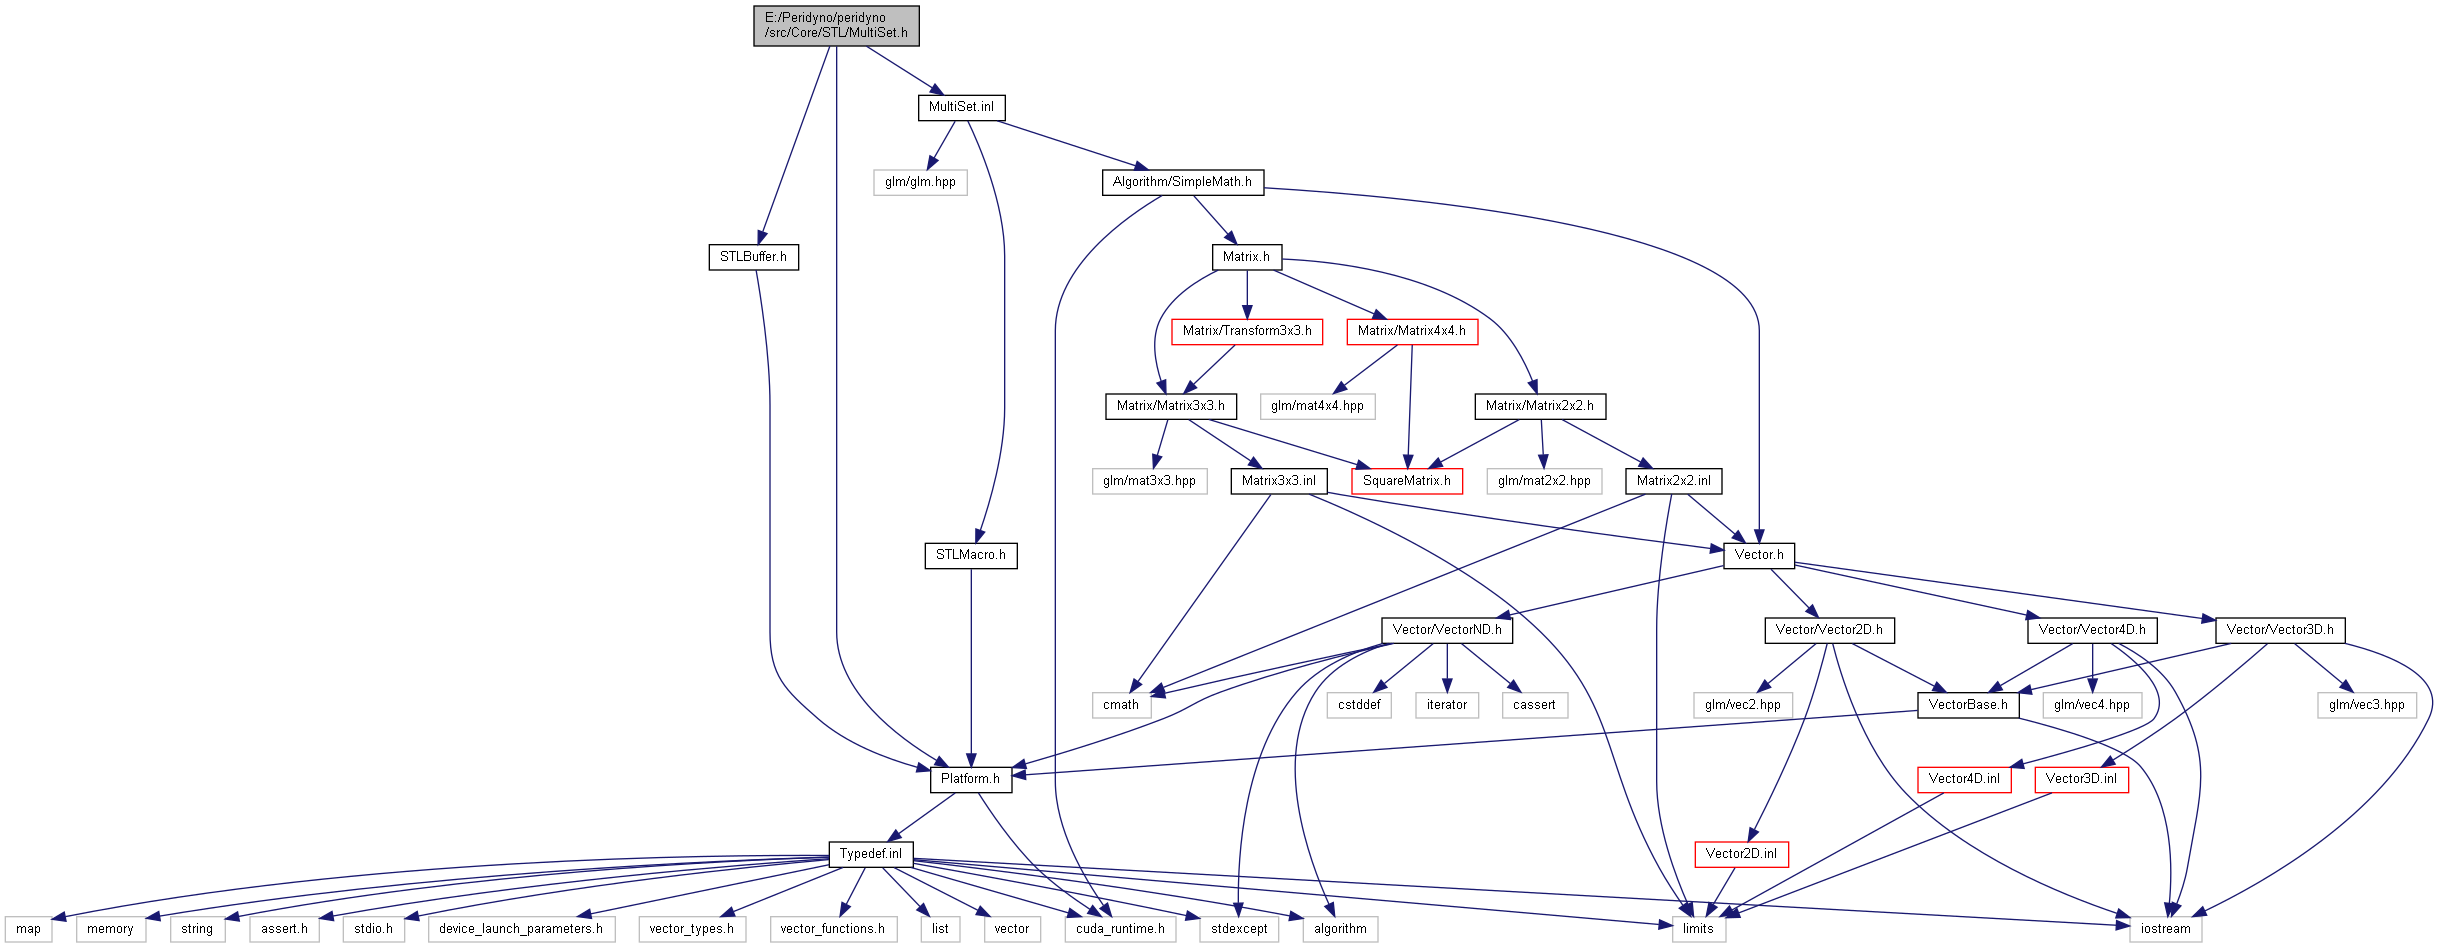 E:/Peridyno/peridyno
/src/Core/STL/MultiSet.h
MultiSet.inl
glm/glm.hpp
Algorithm/SimpleMath.h
STLBuffer.h
Matrix.h
Matrix/Transform3x3.h
Matrix/Matrix4x4.h
Matrix/Matrix3x3.h
glm/mat4x4.hpp
Matrix/Matrix2x2.h
glm/mat3x3.hpp
Matrix3x3.inl
SquareMatrix.h
glm/mat2x2.hpp
Matrix2x2.inl
STLMacro.h
Vector.h
Vector/VectorND.h
Vector/Vector2D.h
Vector/Vector4D.h
Vector/Vector3D.h
cmath
cstddef
iterator
cassert
glm/vec2.hpp
VectorBase.h
glm/vec4.hpp
glm/vec3.hpp
Platform.h
Vector4D.inl
Vector3D.inl
Typedef.inl
Vector2D.inl
map
memory
string
assert.h
stdio.h
device_launch_parameters.h
vector_types.h
vector_functions.h
list
vector
cuda_runtime.h
stdexcept
algorithm
limits
iostream